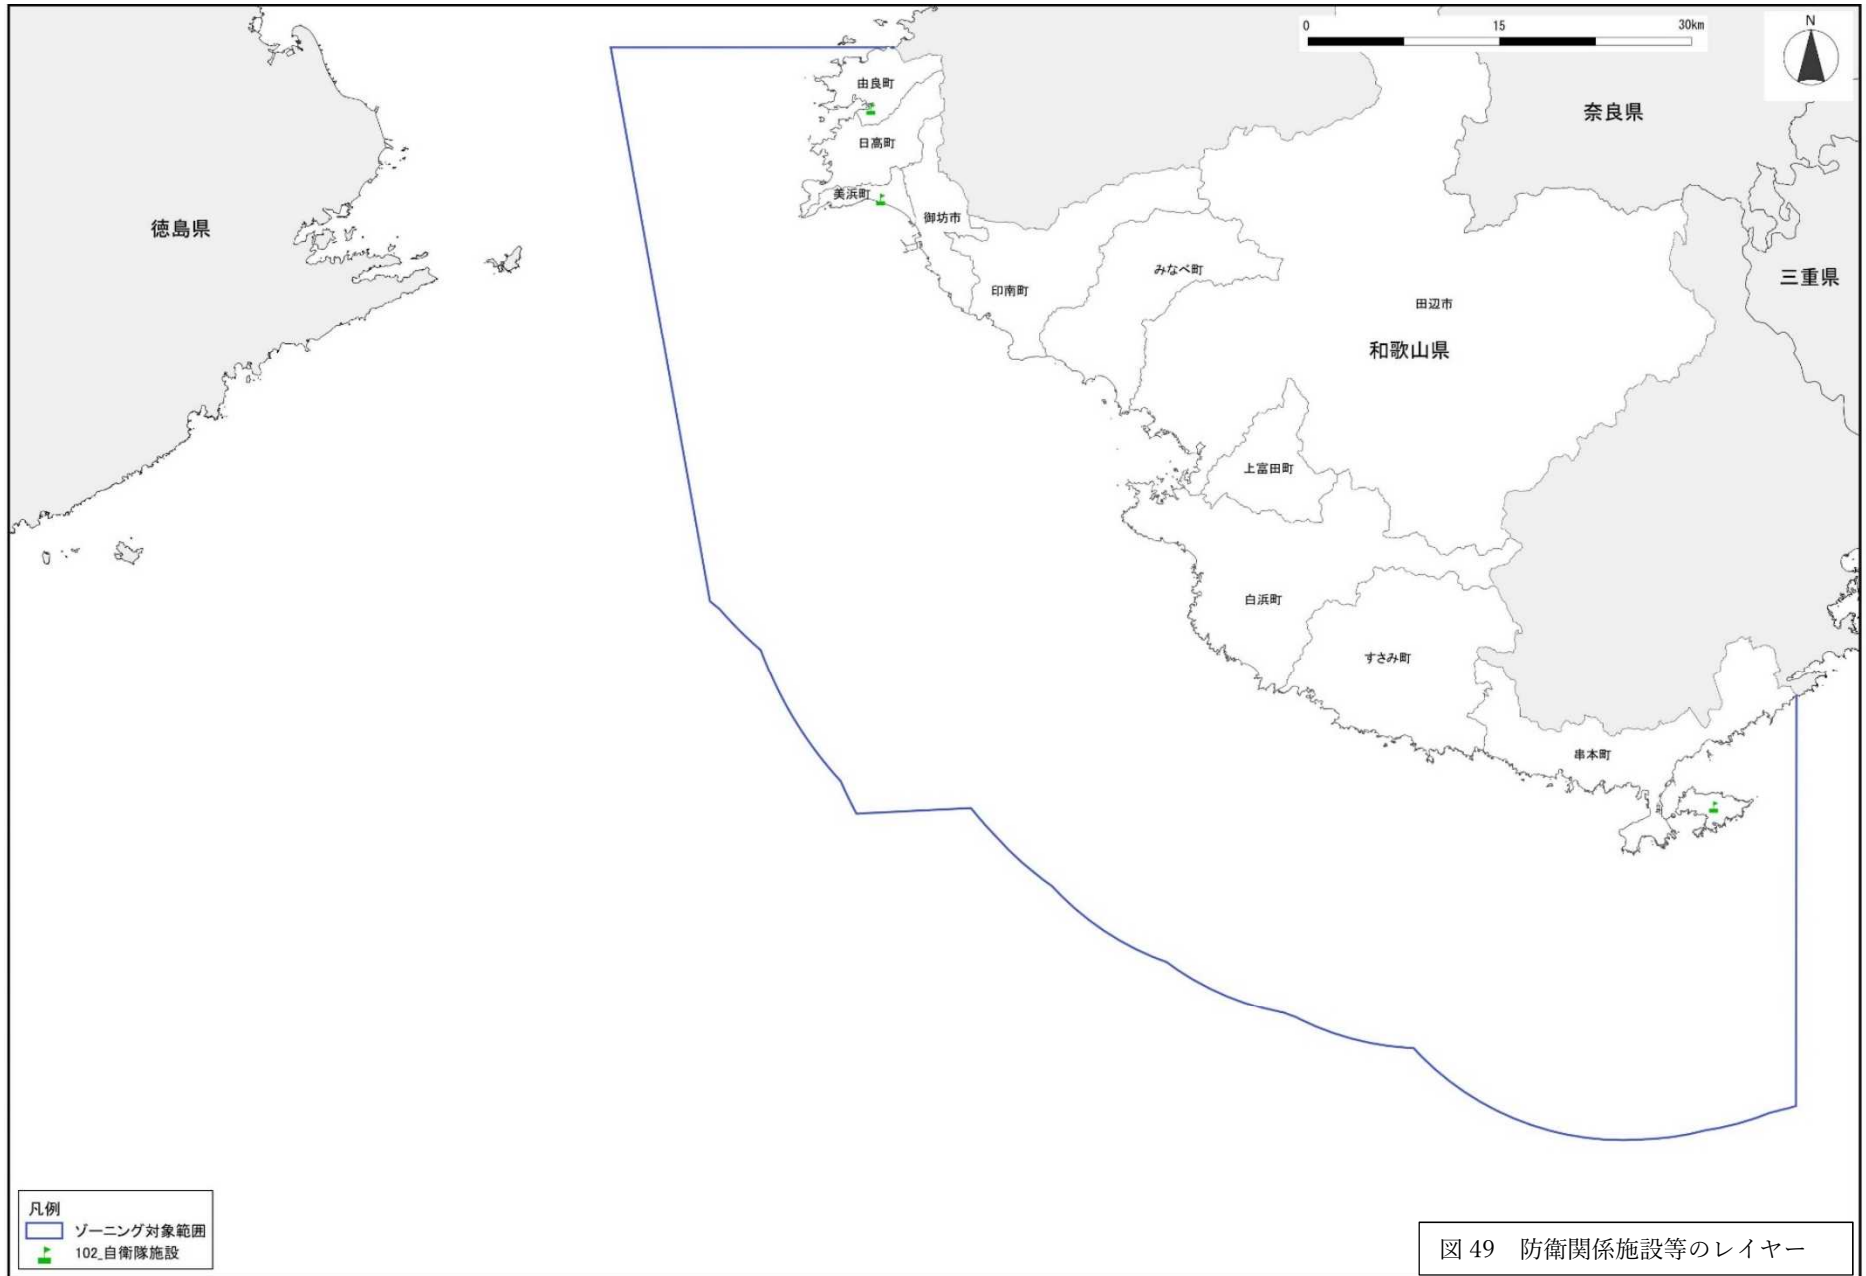 0 15 30km
N
由良町
奈良県
日高町
美浜町
御坊市
徳島県
みなべ町
三重県
印南町
田辺市
和歌山県
上富田町
白浜町
すさみ町
串本町
凡例
ゾーニング対象範囲
102_自衛隊施設
図 49 防衛関係施設等のレイヤー